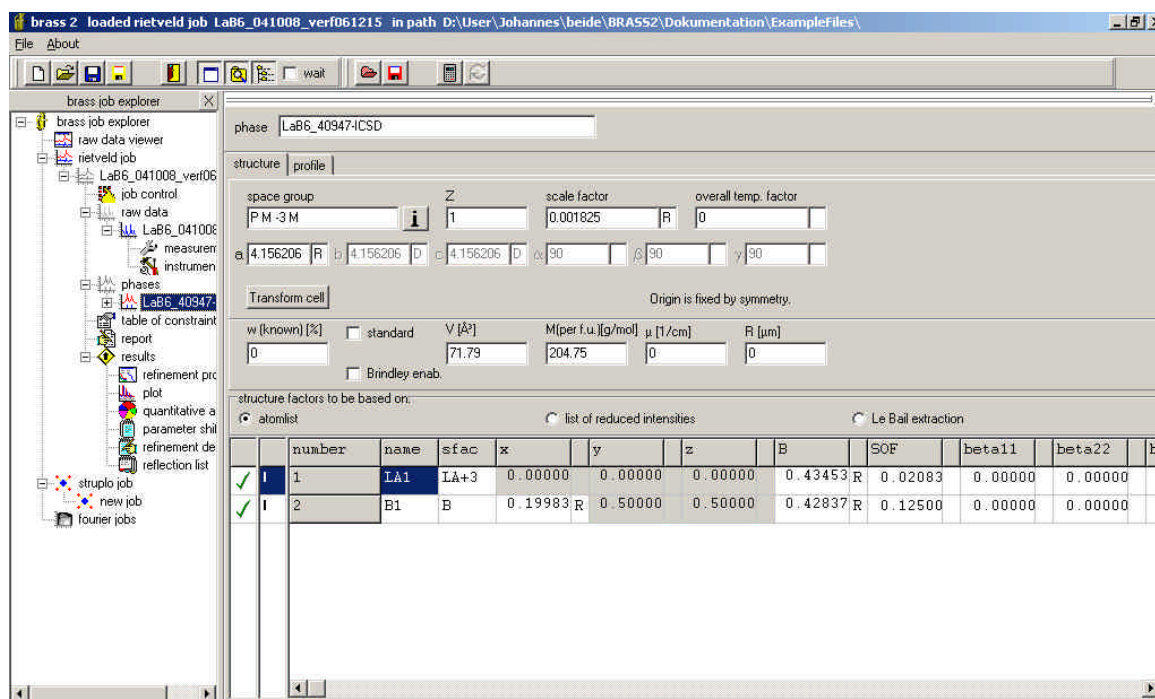 brass 2 loaded rietveld job LaB6_041008_verf061215 in path D:\User\Johannes\beide\BRASS2\Dokumentation\ExampleFiles\
File About
wait
brass job explorer X
brass job explorer
raw data viewer
rietveld job
LaB6_041008_verf06
job control
raw data
LaB6_041008
measurem
instrumen
phases
LaB6_40947-
table of constraint
report
results
refinement pro
plot
quantitative a
parameter shif
refinement de
reflection list
struplo job
new job
fourier jobs
phase LaB6_40947-ICSD
structure profile
space group Z scale factor overall temp. factor
P M -3 M i 1 0.001825 R 0
a 4.156206 R b 4.156206 D c 4.156206 D α 90 β 90 γ 90
Transform cell Origin is fixed by symmetry.
w (known) [%] standard V [Å³] M(per f.u.)[g/mol] μ [1/cm] R [μm]
0 71.79 204.75 0 0
Brindley enab.
structure factors to be based on:
atomlist list of reduced intensities Le Bail extraction
number name sfac x y z B SOF beta11 beta22 b
I 1 LA1 LA+3 0.00000 0.00000 0.00000 0.43453 R 0.02083 0.00000 0.00000
I 2 B1 B 0.19983 R 0.50000 0.50000 0.42837 R 0.12500 0.00000 0.00000